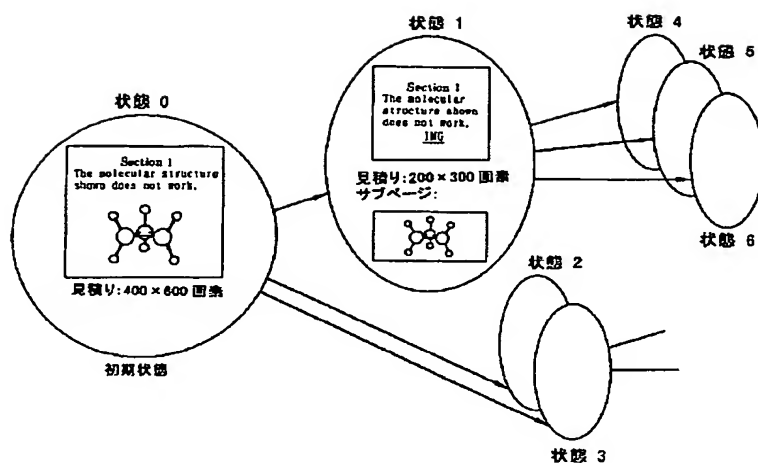 状態 0
Section 1
The molecular structure
shown does not work.
見積り:400×600 画素
初期状態
状態 1
Section 1
The molecular
structure shown
does not work.
IMG
見積り:200×300 画素
サブページ:
状態 4
状態 5
状態 6
状態 2
状態 3